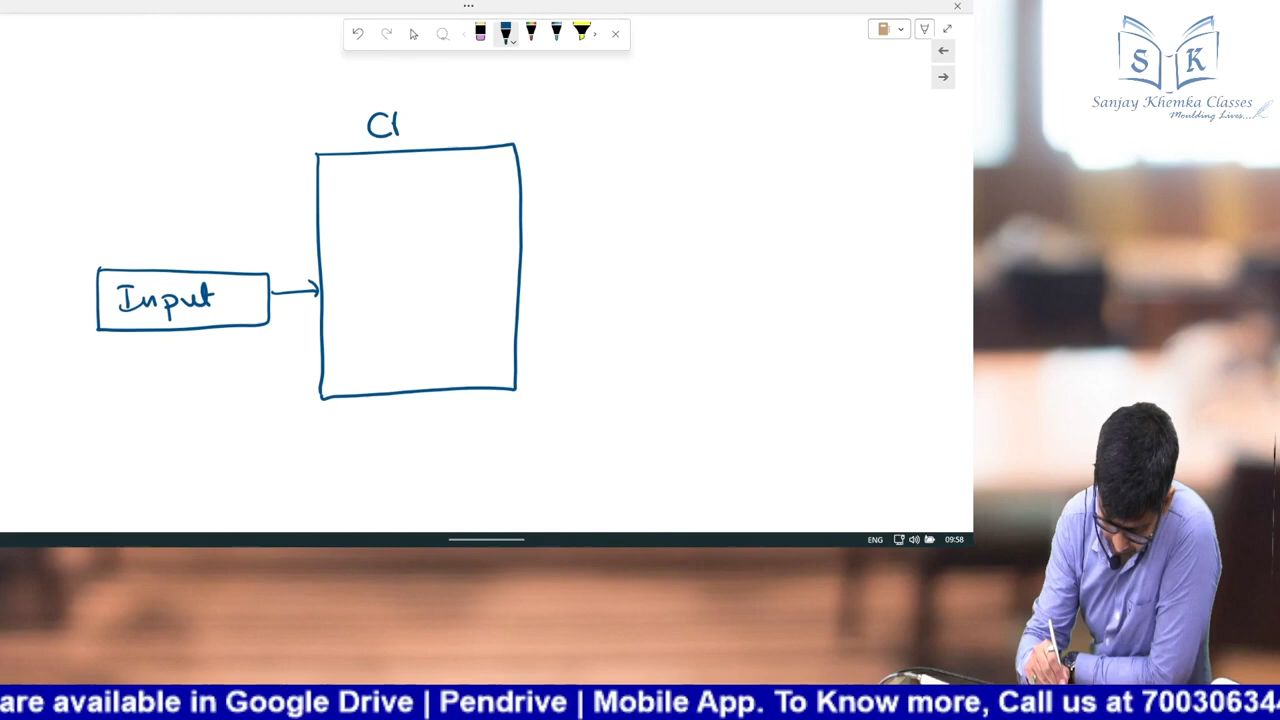 S K
Sanjay Khemka Classes
Moulding Lives...
Input
ENG
09:58
are available in Google Drive | Pendrive | Mobile App. To Know more, Call us at 70030634